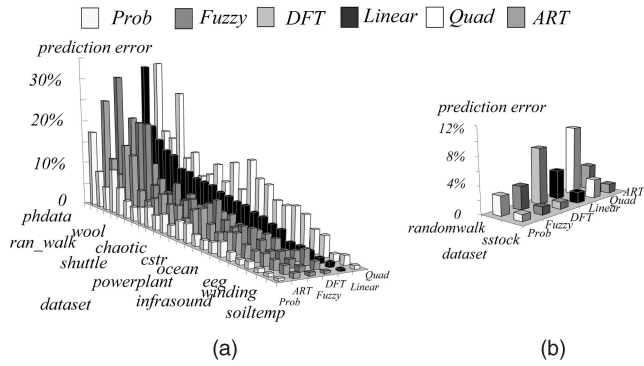 Prob Fuzzy DFT Linear Quad ART
prediction error
30%
20%
10%
0
phdata
ran_walk
wool
shuttle
chaotic
powerplant
cstr
infrasound
ocean
eeg
winding
soiltemp
dataset
Prob
ART
Fuzzy
DFT
Linear
Quad
(a)
prediction error
12%
8%
4%
0
randomwalk
sstock
dataset
Prob
Fuzzy
DFT
Linear
Quad
ART
(b)